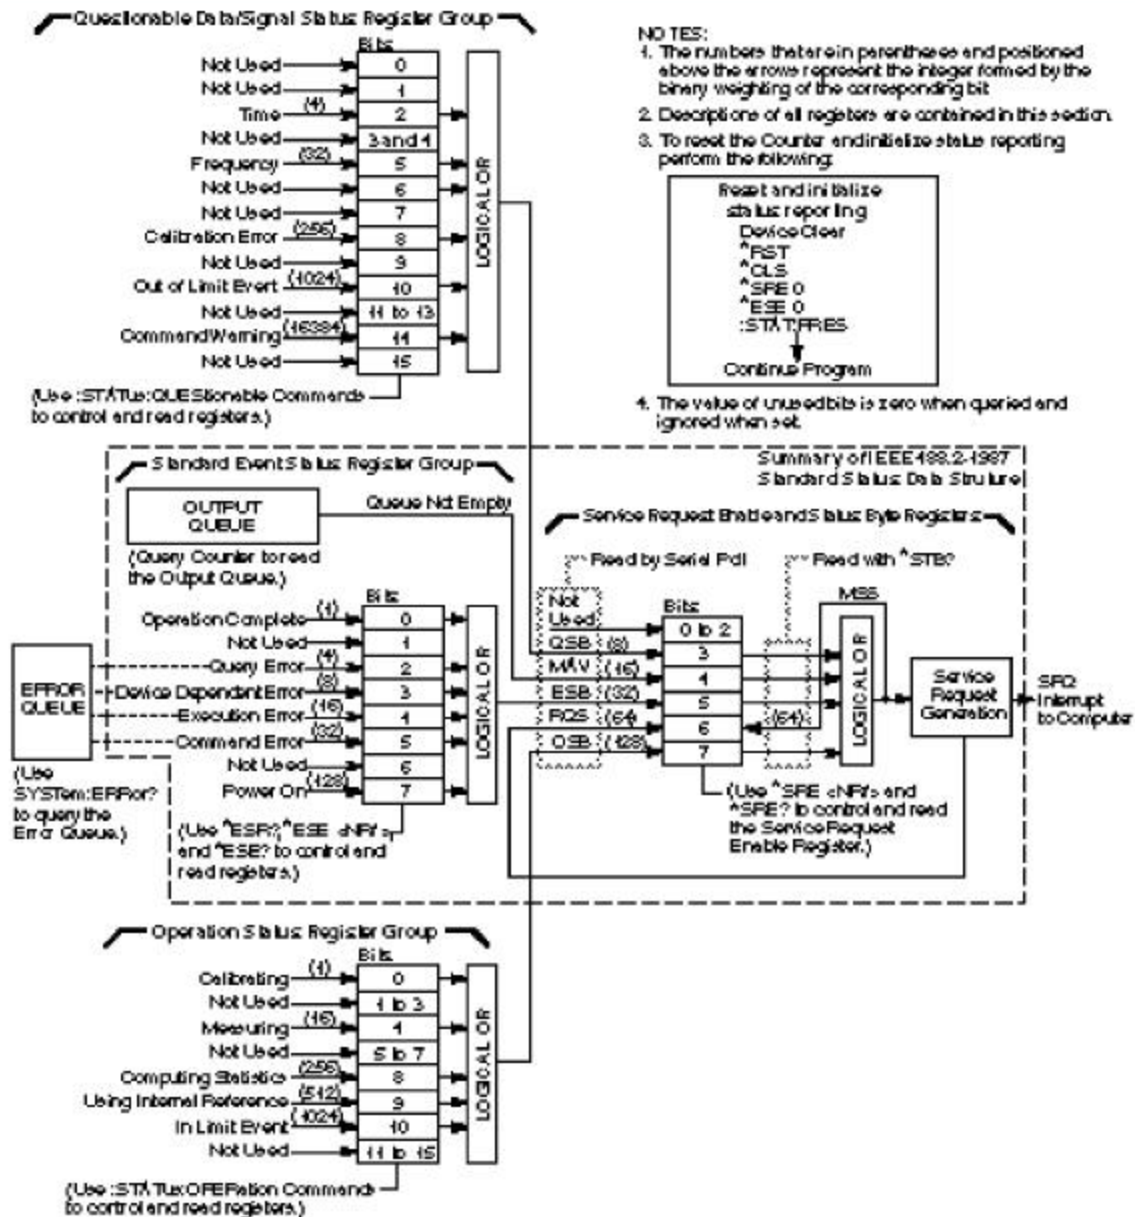 Questionable Data/Signal Status Register Group
Bits
Not Used 0
Not Used 1
Time (4) 2
Not Used 3 and 4
Frequency (32) 5
Not Used 6
Not Used 7
Calibration Error (256) 8
Not Used 9
Out of Limit Event (1024) 10
Not Used 11 to 13
Command Warning (16384) 14
Not Used 15
LOGICAL OR
(Use :STATus:QUEStionable Commands
to control and read registers.)
NOTES:
1. The numbers that are in parentheses and positioned
above the arrows represent the integer formed by the
binary weighting of the corresponding bit
2. Descriptions of all registers are contained in this section.
3. To reset the Counter and initialize status reporting
perform the following:
Reset and initialize
status reporting
Device Clear
*RST
*CLS
*SRE 0
*ESE 0
:STAT:PRES
Continue Program
4. The value of unused bits is zero when queried and
ignored when set.
Summary of IEEE 488.2-1987
Standard Status Data Struture
Standard Event Status Register Group
OUTPUT
QUEUE
Queue Not Empty
(Query Counter to read
the Output Queue.)
Bits
Operation Complete (1) 0
Not Used 1
Query Error (4) 2
Device Dependent Error (8) 3
Execution Error (16) 4
Command Error (32) 5
Not Used 6
Power On (128) 7
LOGICAL OR
ERROR
QUEUE
(Use
SYSTem:ERRor?
to query the
Error Queue.)
(Use *ESR?, *ESE <NRf>,
and *ESE? to control and
read registers.)
Service Request Enable and Status Byte Registers
Read by Serial Poll
Read with *STB?
Not
Used
Bits
0 to 2
QSB (8) 3
MAV (16) 4
ESB (32) 5
RQS (64) 6 (64)
OSB (128) 7
MSS
LOGICAL OR
Service
Request
Generation
SRQ
Interrupt
to Computer
(Use *SRE <NRf> and
*SRE? to control and read
the Service Request
Enable Register.)
Operation Status Register Group
Bits
Calibrating (1) 0
Not Used 1 to 3
Measuring (16) 4
Not Used 5 to 7
Computing Statistics (256) 8
Using Internal Reference (512) 9
In Limit Event (1024) 10
Not Used 11 to 15
LOGICAL OR
(Use :STATus:OPERation Commands
to control and read registers.)